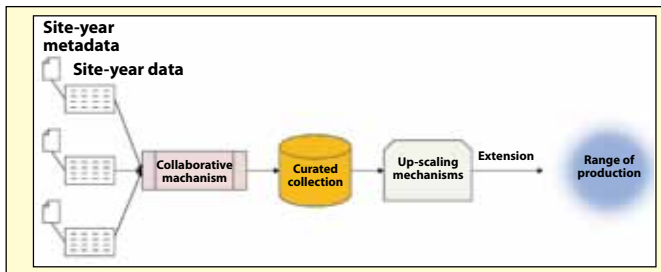 Site-year
metadata
Site-year data
Collaborative
machanism
Curated
collection
Up-scaling
mechanisms
Extension
Range of
production